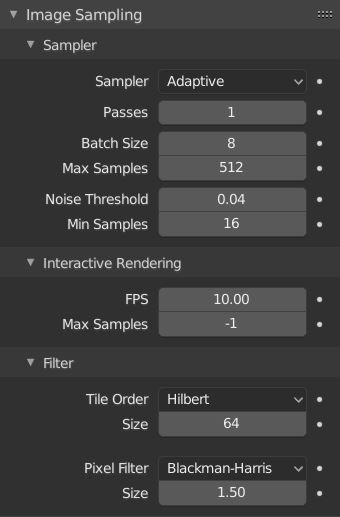 Image Sampling
Sampler
Sampler Adaptive
Passes 1
Batch Size 8
Max Samples 512
Noise Threshold 0.04
Min Samples 16
Interactive Rendering
FPS 10.00
Max Samples -1
Filter
Tile Order Hilbert
Size 64
Pixel Filter Blackman-Harris
Size 1.50